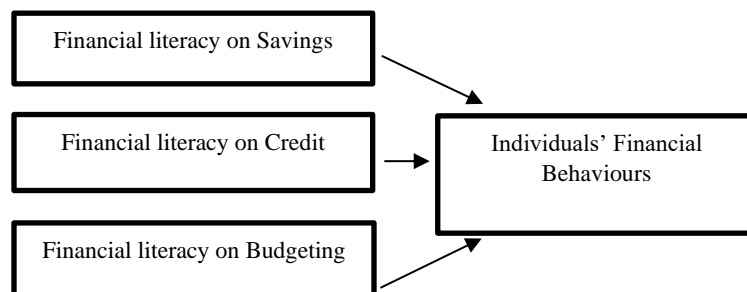 Financial literacy on Savings
Financial literacy on Credit
Individuals’ Financial
Behaviours
Financial literacy on Budgeting